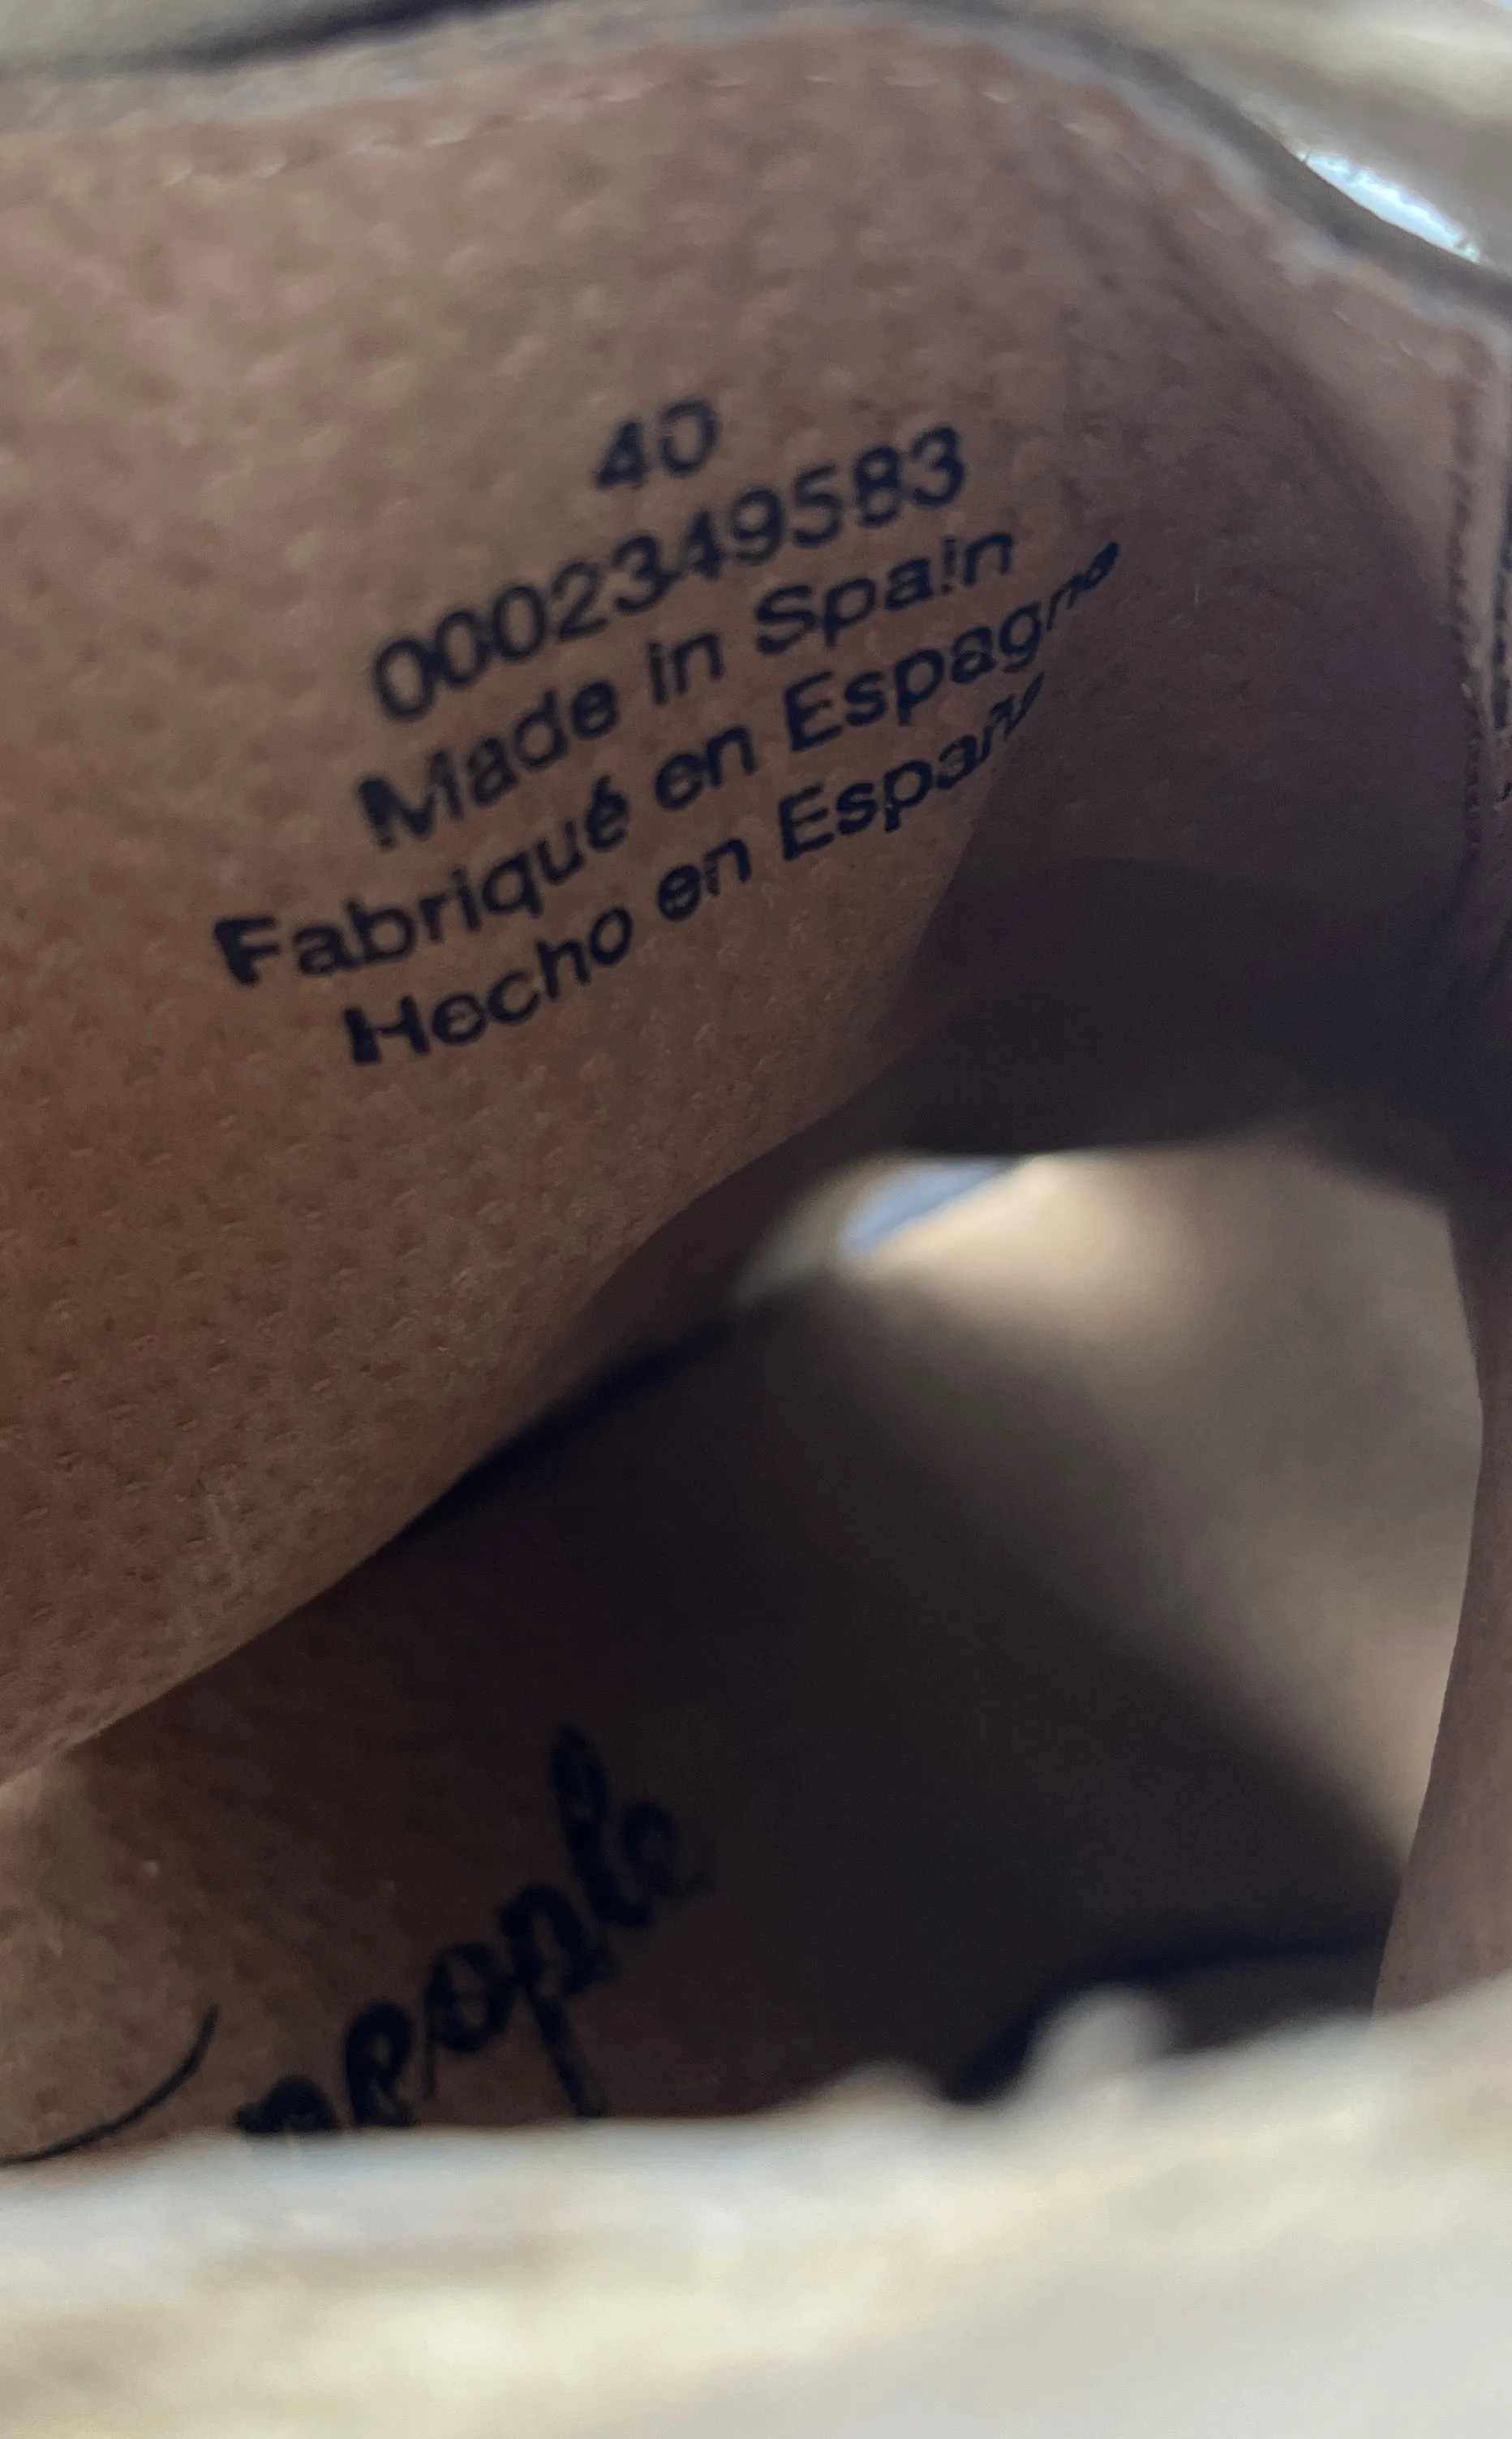 40
0002349583
Made in Spain
Fabriqué en Espagne
Hecho en España
people